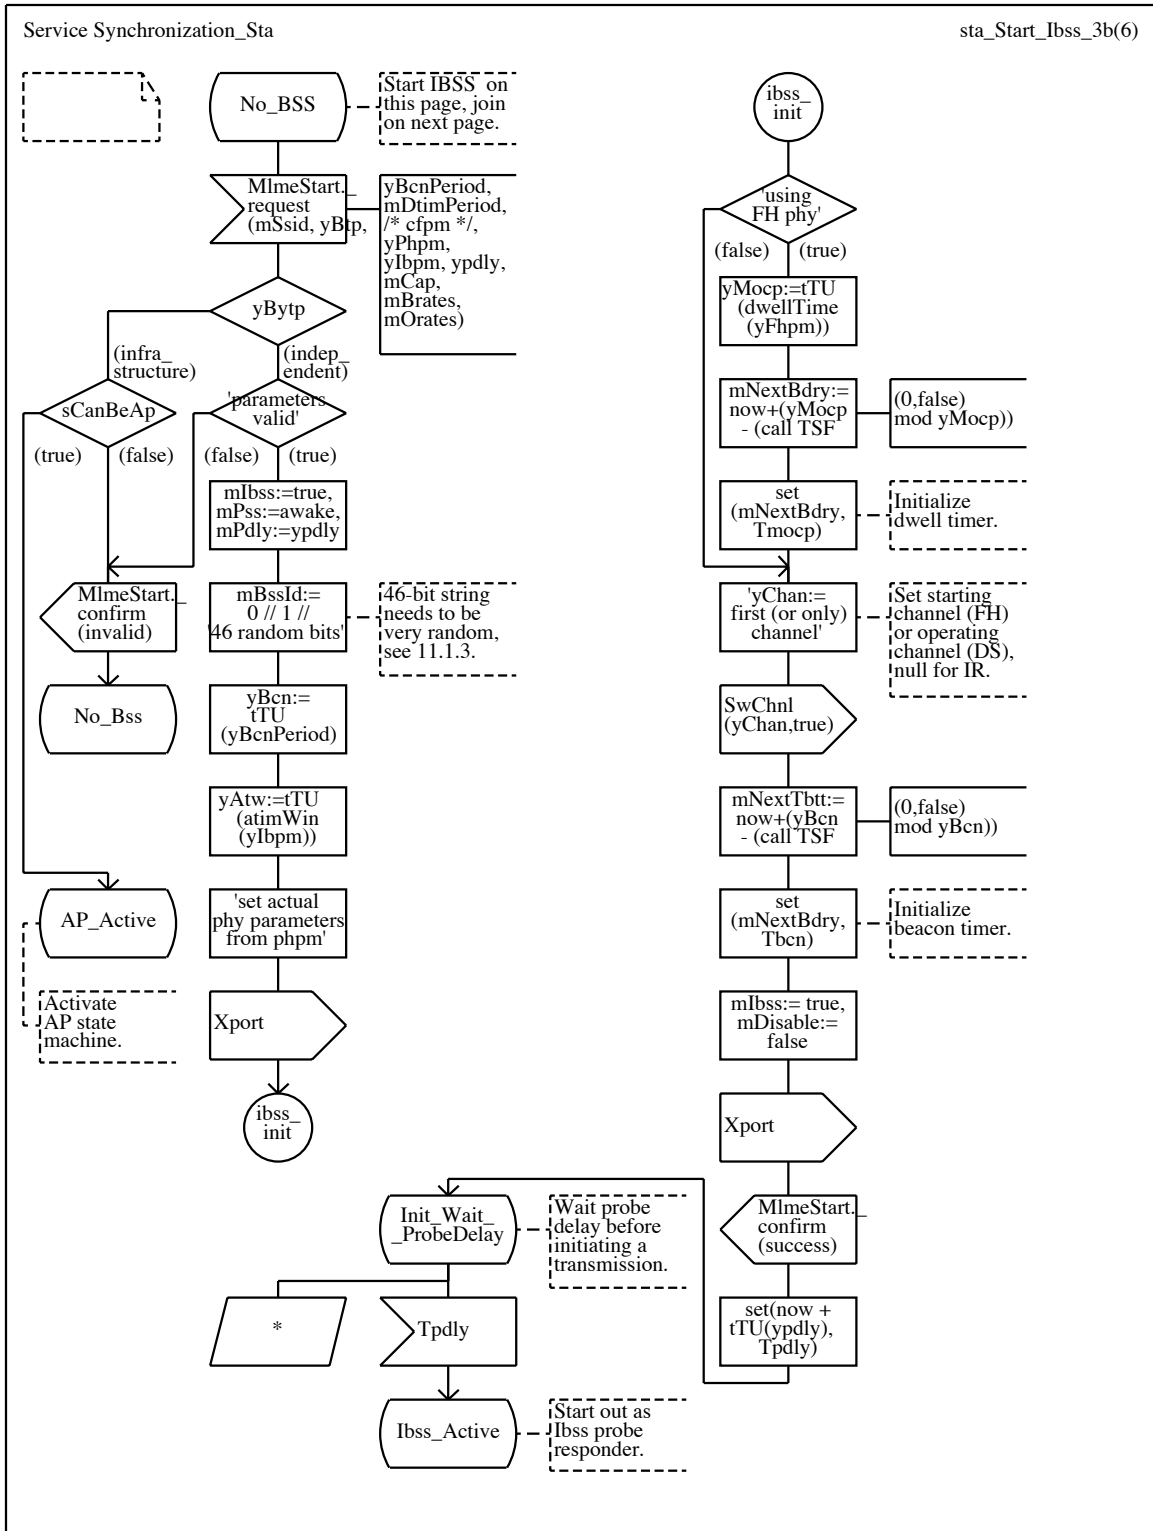 Service Synchronization_Sta
sta_Start_Ibss_3b(6)
No_BSS
Start IBSS on
this page, join
on next page.
MlmeStart._
request
(mSsid, yBtp,
yBcnPeriod,
mDtimPeriod,
/* cfpm */,
yPhpm,
yIbpm, ypdly,
mCap,
mBrates,
mOrates)
yBytp
(infra_
structure)
(indep_
endent)
sCanBeAp
'parameters
valid'
(true)
(false)
(false)
(true)
mIbss:=true,
mPss:=awake,
mPdly:=ypdly
MlmeStart._
confirm
(invalid)
mBssId:=
0 // 1 //
'46 random bits'
46-bit string
needs to be
very random,
see 11.1.3.
No_Bss
yBcn:=
tTU
(yBcnPeriod)
yAtw:=tTU
(atimWin
(yIbpm))
AP_Active
'set actual
phy parameters
from phpm'
Activate
AP state
machine.
Xport
ibss_
init
ibss_
init
'using
FH phy'
(false)
(true)
yMocp:=tTU
(dwellTime
(yFhpm))
mNextBdry:=
now+(yMocp
- (call TSF
(0,false)
mod yMocp))
set
(mNextBdry,
Tmocp)
Initialize
dwell timer.
'yChan:=
first (or only)
channel'
Set starting
channel (FH)
or operating
channel (DS),
null for IR.
SwChnl
(yChan,true)
mNextTbtt:=
now+(yBcn
- (call TSF
(0,false)
mod yBcn))
set
(mNextBdry,
Tbcn)
Initialize
beacon timer.
mIbss:= true,
mDisable:=
false
Xport
MlmeStart._
confirm
(success)
set(now +
tTU(ypdly),
Tpdly)
Init_Wait_
_ProbeDelay
Wait probe
delay before
initiating a
transmission.
*
Tpdly
Ibss_Active
Start out as
Ibss probe
responder.